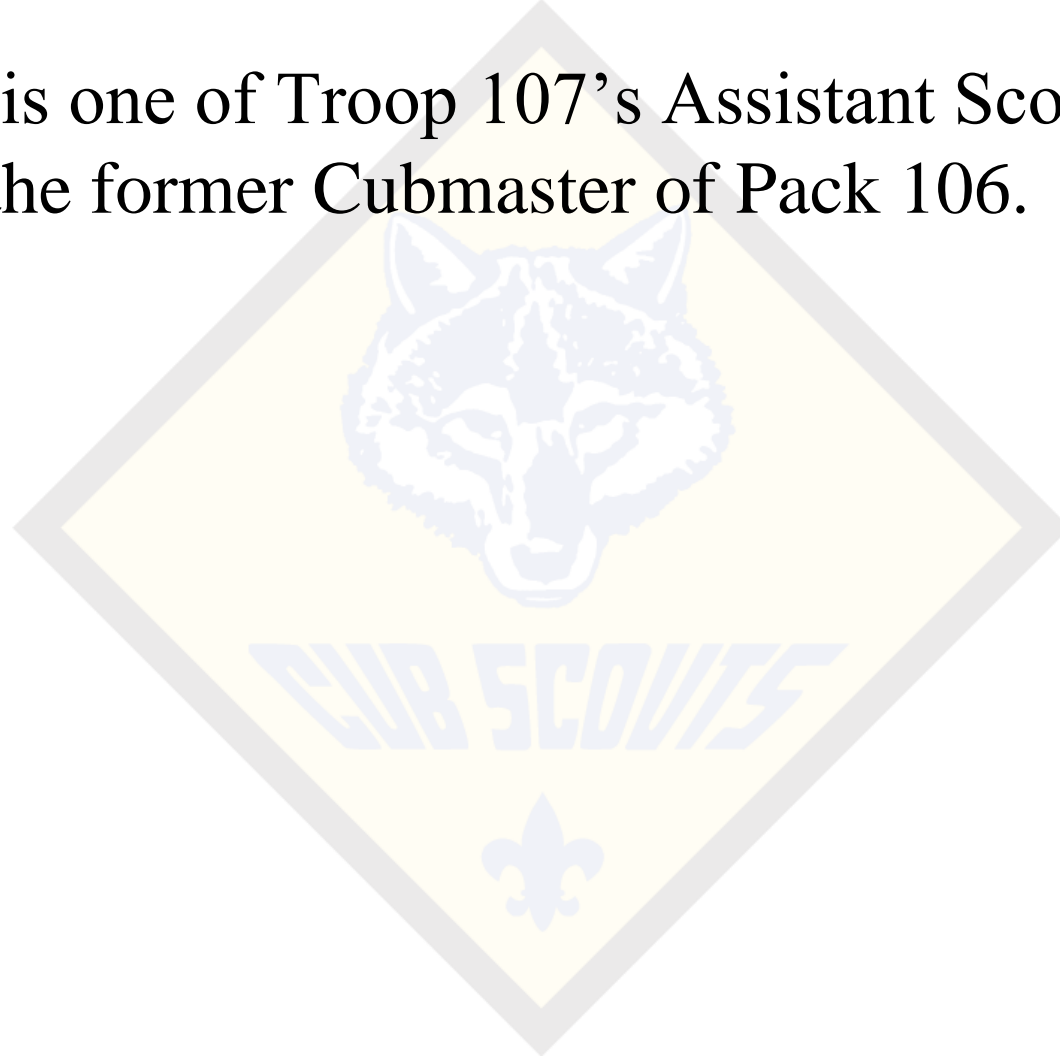 is one of Troop 107’s Assistant Sco
he former Cubmaster of Pack 106.
CUB SCOUTS